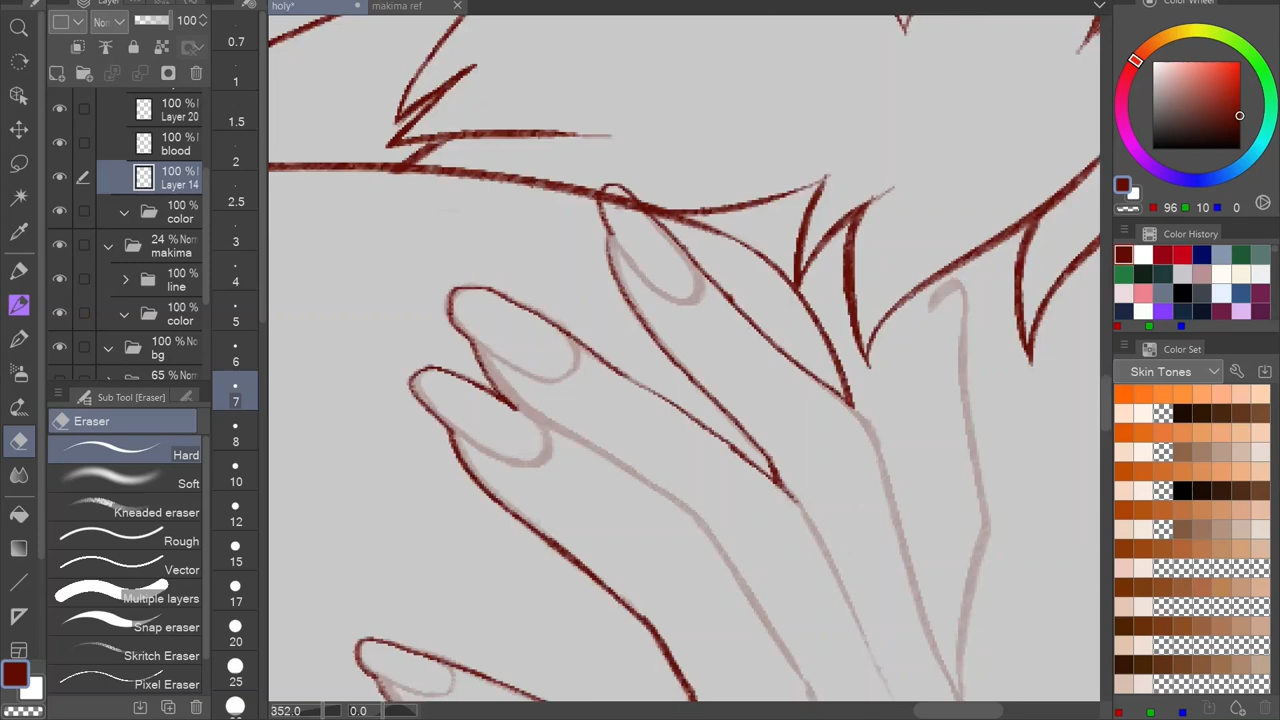 Layer
Color Wheel
holy*
makima ref
Nor
100
0.7
1
1.5
2
2.5
3
4
5
6
7
8
10
12
15
17
20
25
100 %
Layer 20
100 %
blood
100 %
Layer 14
100 %
color
24 % Norm
makima
100 %
line
100 %
color
100 % No
bg
65 % Nor
Sub Tool [Eraser]
Eraser
Hard
Soft
Kneaded eraser
Rough
Vector
Multiple layers
Snap eraser
Skritch Eraser
Pixel Eraser
352.0
0.0
96 10 0
Color History
Color Set
Skin Tones